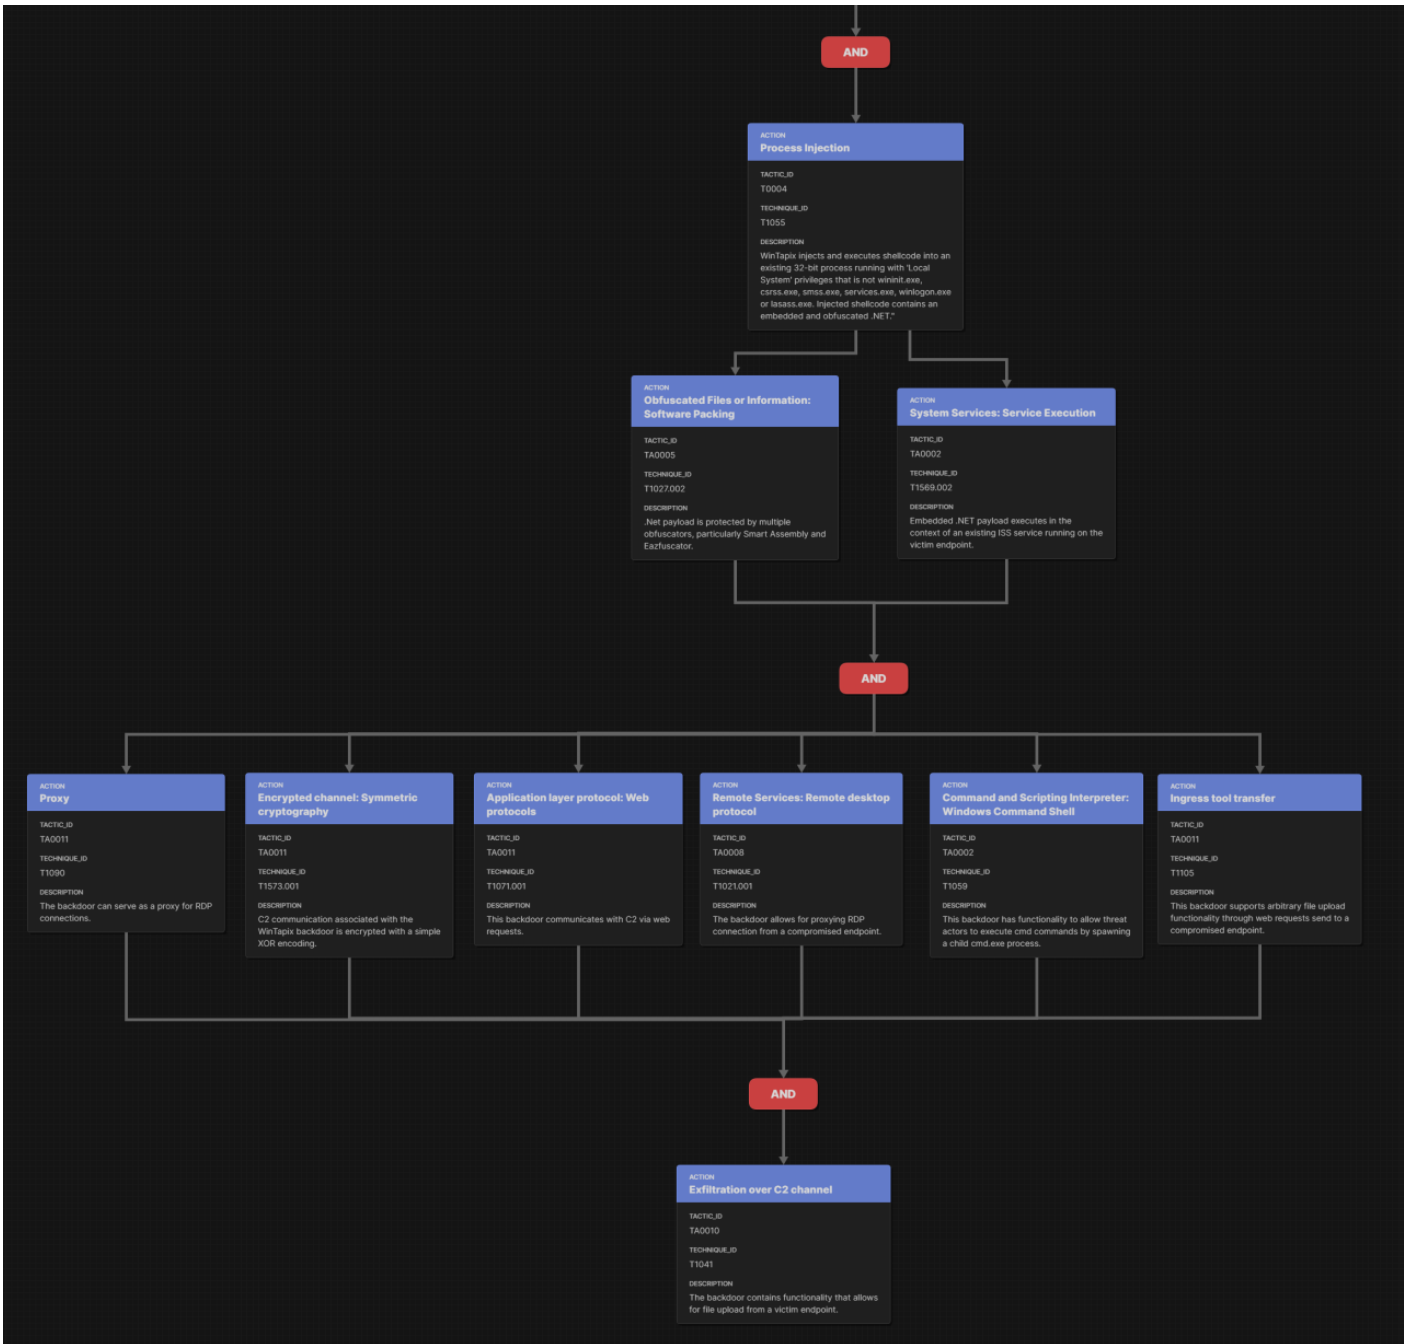 AND
ACTION
Process Injection
TACTIC_ID
T0004
TECHNIQUE_ID
T1055
DESCRIPTION
WinTapix injects and executes shellcode into an
existing 32-bit process running with 'Local
System' privileges that is not wininit.exe,
csrss.exe, smss.exe, services.exe, winlogon.exe
or lasass.exe. Injected shellcode contains an
embedded and obfuscated .NET."
ACTION
Obfuscated Files or Information:
Software Packing
TACTIC_ID
TA0005
TECHNIQUE_ID
T1027.002
DESCRIPTION
.Net payload is protected by multiple
obfuscators, particularly Smart Assembly and
Eazfuscator.
ACTION
System Services: Service Execution
TACTIC_ID
TA0002
TECHNIQUE_ID
T1569.002
DESCRIPTION
Embedded .NET payload executes in the
context of an existing ISS service running on the
victim endpoint.
AND
ACTION
Proxy
TACTIC_ID
TA0011
TECHNIQUE_ID
T1090
DESCRIPTION
The backdoor can serve as a proxy for RDP
connections.
ACTION
Encrypted channel: Symmetric
cryptography
TACTIC_ID
TA0011
TECHNIQUE_ID
T1573.001
DESCRIPTION
C2 communication associated with the
WinTapix backdoor is encrypted with a simple
XOR encoding.
ACTION
Application layer protocol: Web
protocols
TACTIC_ID
TA0011
TECHNIQUE_ID
T1071.001
DESCRIPTION
This backdoor communicates with C2 via web
requests.
ACTION
Remote Services: Remote desktop
protocol
TACTIC_ID
TA0008
TECHNIQUE_ID
T1021.001
DESCRIPTION
The backdoor allows for proxying RDP
connection from a compromised endpoint.
ACTION
Command and Scripting Interpreter:
Windows Command Shell
TACTIC_ID
TA0002
TECHNIQUE_ID
T1059
DESCRIPTION
This backdoor has functionality to allow threat
actors to execute cmd commands by spawning
a child cmd.exe process.
ACTION
Ingress tool transfer
TACTIC_ID
TA0011
TECHNIQUE_ID
T1105
DESCRIPTION
This backdoor supports arbitrary file upload
functionality through web requests send to a
compromised endpoint.
AND
ACTION
Exfiltration over C2 channel
TACTIC_ID
TA0010
TECHNIQUE_ID
T1041
DESCRIPTION
The backdoor contains functionality that allows
for file upload from a victim endpoint.